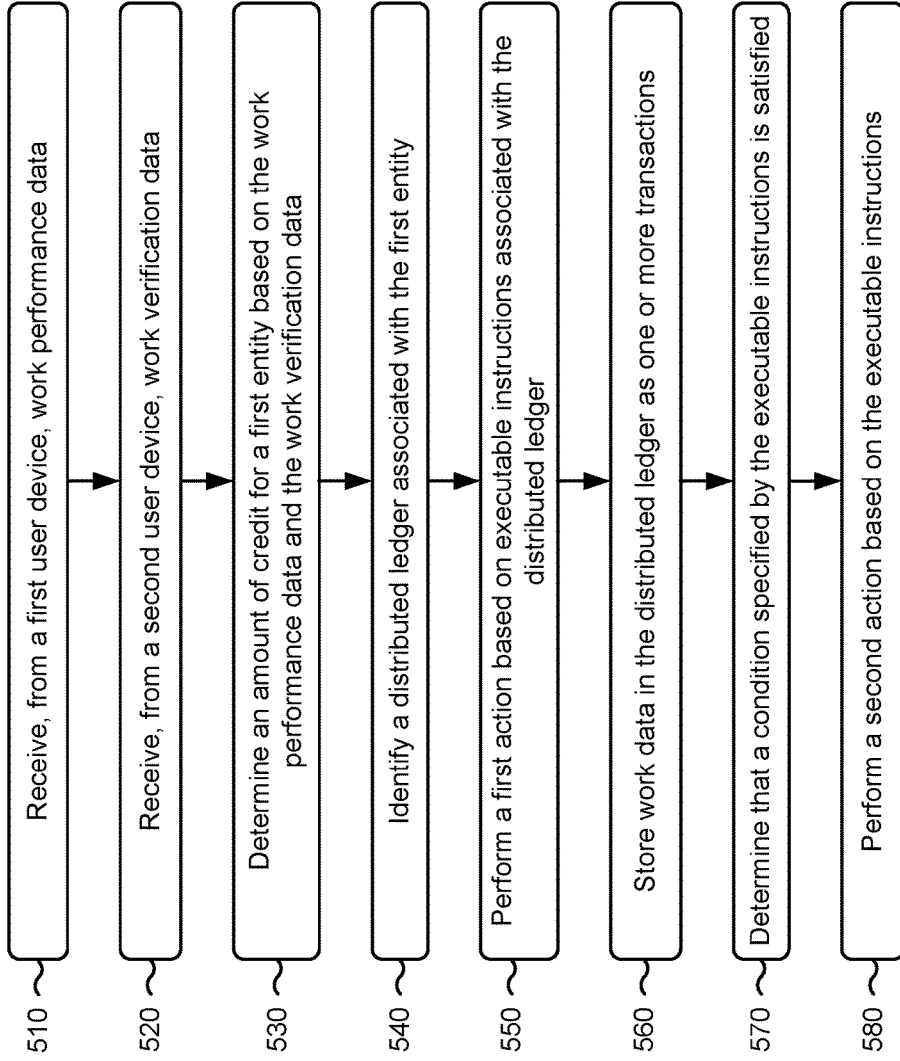 510
Receive, from a first user device, work performance data
520
Receive, from a second user device, work verification data
530
Determine an amount of credit for a first entity based on the work
performance data and the work verification data
540
Identify a distributed ledger associated with the first entity
550
Perform a first action based on executable instructions associated with the
distributed ledger
560
Store work data in the distributed ledger as one or more transactions
570
Determine that a condition specified by the executable instructions is satisfied
580
Perform a second action based on the executable instructions